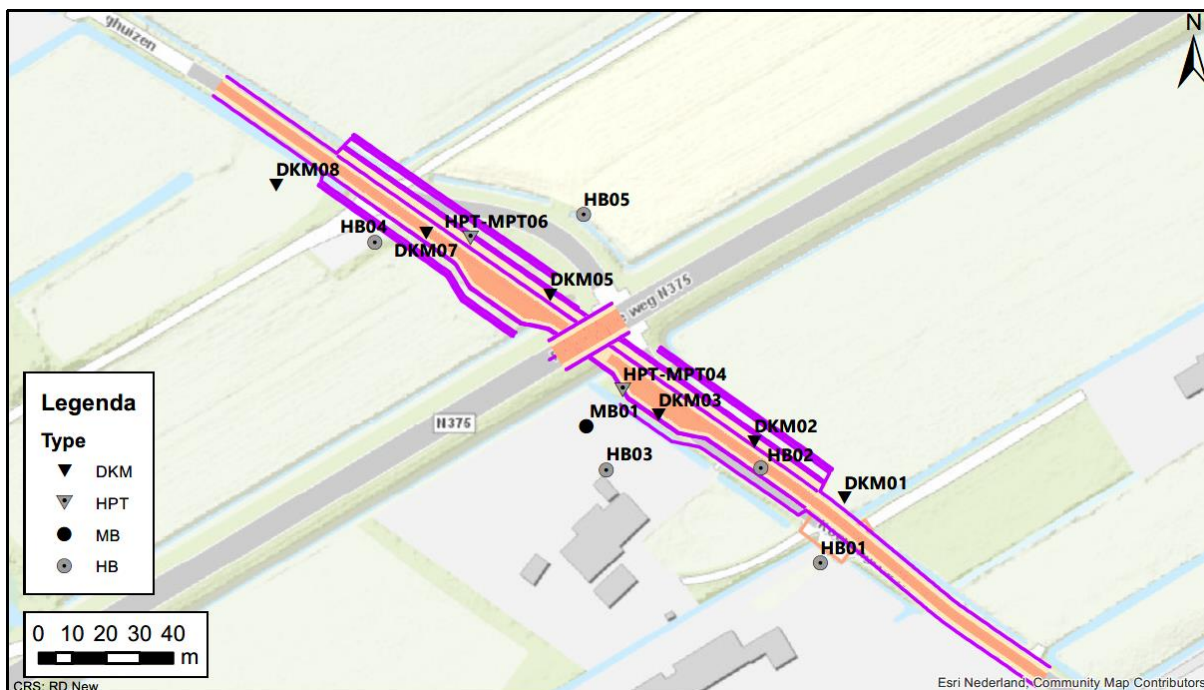 ghuizen
N
DKM08
HB05
HPT-MPT06
HB04
DKM07
DKM05
weg N375
HPT-MPT04
DKM03
MB01
N375
DKM02
HB03
HB02
DKM01
HB01
Legenda
Type
DKM
HPT
MB
HB
0 10 20 30 40
m
CRS: RD New
Esri Nederland, Community Map Contributors